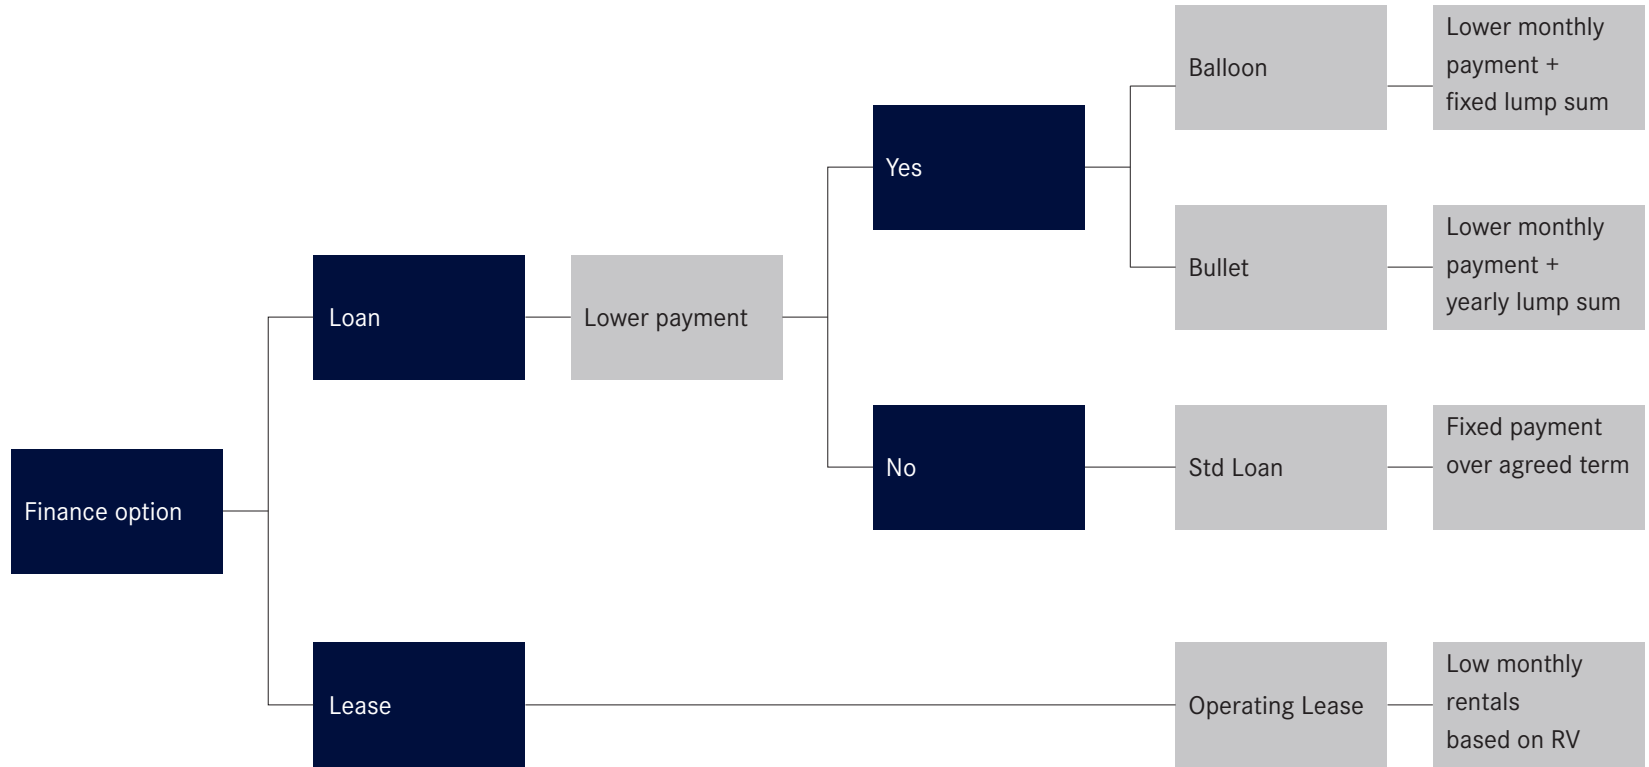 Balloon
Lower monthly
payment +
fixed lump sum
Yes
Bullet
Lower monthly
payment +
yearly lump sum
Loan
Lower payment
No
Std Loan
Fixed payment
over agreed term
Finance option
Lease
Operating Lease
Low monthly
rentals
based on RV